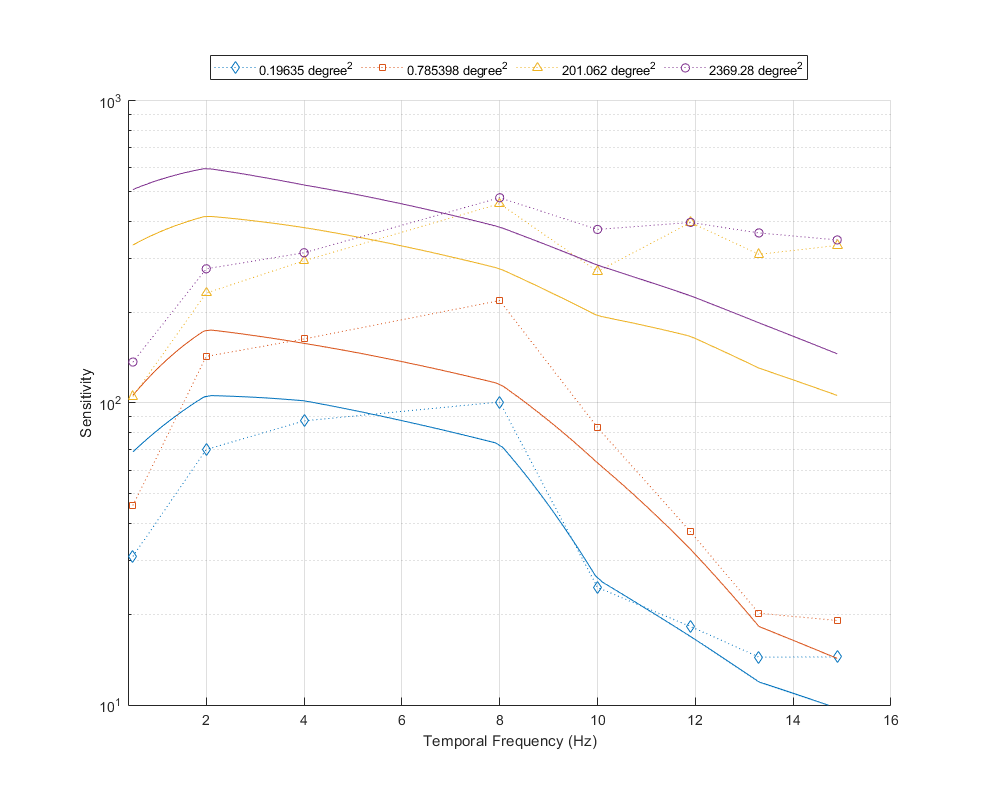 0.19635 degree² 0.785398 degree² 201.062 degree² 2369.28 degree²
10³
10²
10¹
Sensitivity
2 4 6 8 10 12 14 16
Temporal Frequency (Hz)